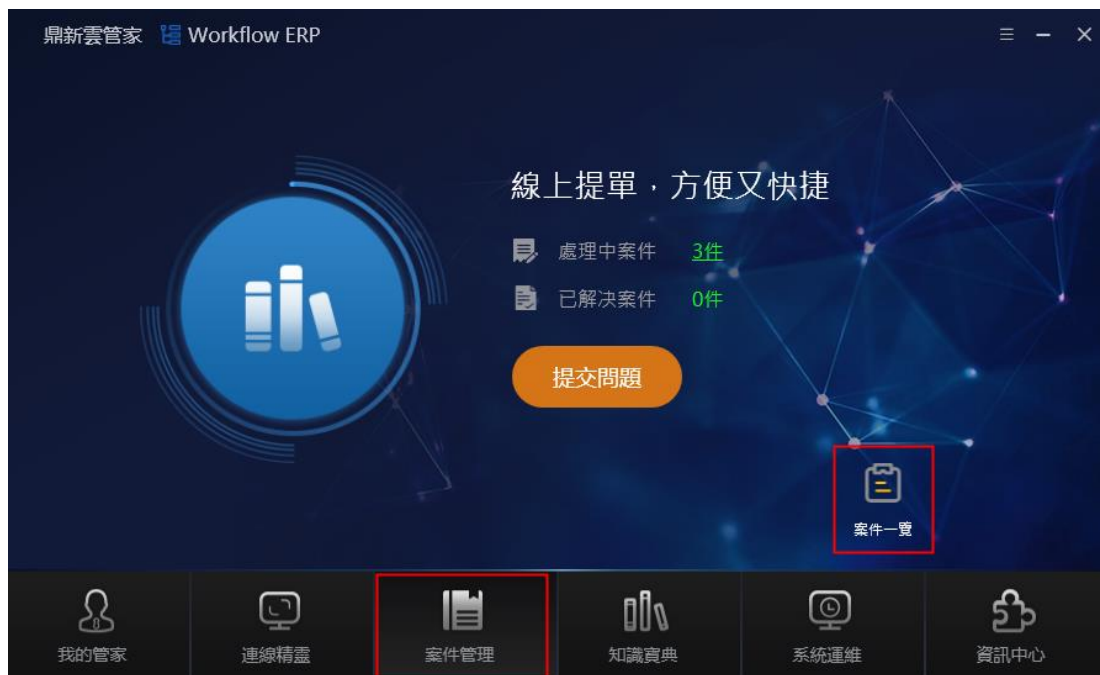 鼎新雲管家 Workflow ERP
線上提單，方便又快捷
處理中案件 3件
已解決案件 0件
提交問題
案件一覽
我的管家 連線精靈 案件管理 知識寶典 系統運維 資訊中心